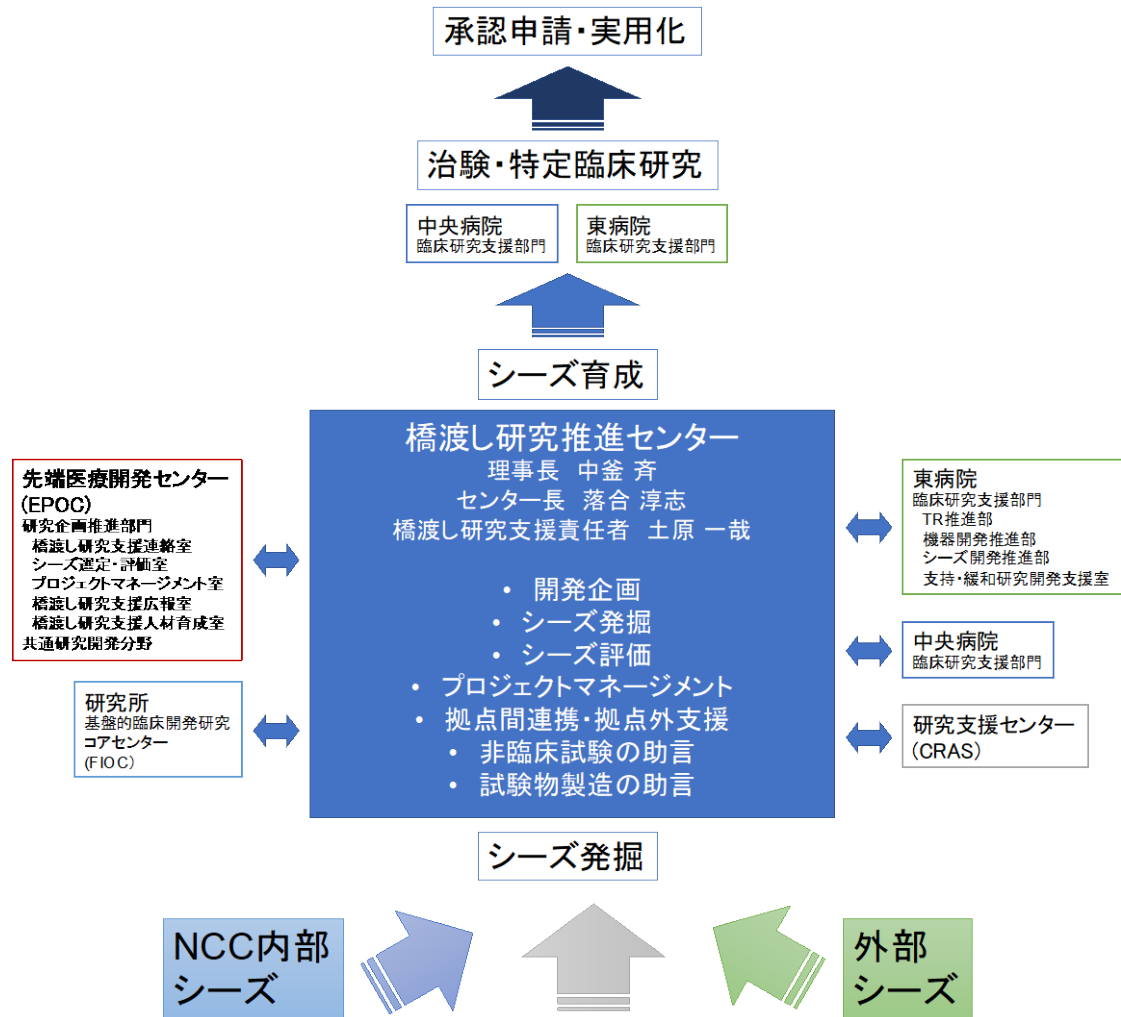 承認申請・実用化
治験・特定臨床研究
中央病院
臨床研究支援部門
東病院
臨床研究支援部門
シーズ育成
橋渡し研究推進センター
理事長 中釜 斉
センター長 落合 淳志
橋渡し研究支援責任者 土原 一哉
• 開発企画
• シーズ発掘
• シーズ評価
• プロジェクトマネージメント
• 拠点間連携・拠点外支援
• 非臨床試験の助言
• 試験物製造の助言
先端医療開発センター
(EPOC)
研究企画推進部門
橋渡し研究支援連絡室
シーズ選定・評価室
プロジェクトマネージメント室
橋渡し研究支援広報室
橋渡し研究支援人材育成室
共通研究開発分野
研究所
基盤的臨床開発研究
コアセンター
(FIOC)
東病院
臨床研究支援部門
TR推進部
機器開発推進部
シーズ開発推進部
支持・緩和研究開発支援室
中央病院
臨床研究支援部門
研究支援センター
(CRAS)
シーズ発掘
NCC内部
シーズ
外部
シーズ